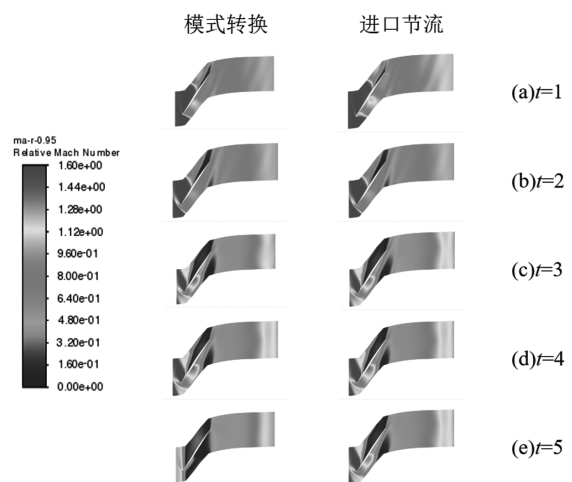 模式转换
进口节流
(a)t=1
ma-r-0.95
Relative Mach Number
1.60e+00
1.44e+00
1.28e+00
1.12e+00
9.60e-01
8.00e-01
6.40e-01
4.80e-01
3.20e-01
1.60e-01
0.00e+00
(b)t=2
(c)t=3
(d)t=4
(e)t=5